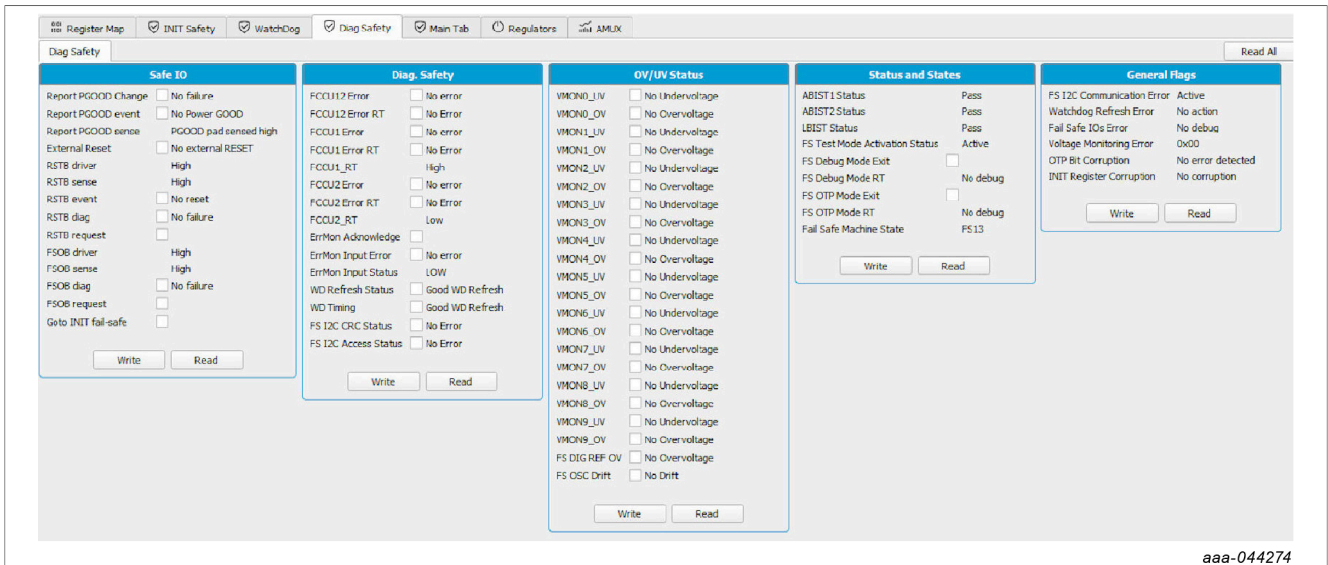 Register Map INIT Safety WatchDog Diag Safety Main Tab Regulators AMUX
Diag Safety Read All
Safe IO
Report PGOOD Change No failure
Report PGOOD event No Power GOOD
Report PGOOD sence PGOOD pad sensed high
External Reset No external RESET
RSTB driver High
RSTB sense High
RSTB event No reset
RSTB diag No failure
RSTB request
FSOB driver High
FSOB sense High
FSOB diag No failure
FSOB request
Goto INIT fail-safe
Write Read
Diag. Safety
FCCU12 Error No error
FCCU12 Error RT No Error
FCCU1 Error No error
FCCU1 Error RT No Error
FCCU1_RT High
FCCU2 Error No error
FCCU2 Error RT No Error
FCCU2_RT Low
ErrMon Acknowledge
ErrMon Input Error No error
ErrMon Input Status LOW
WD Refresh Status Good WD Refresh
WD Timing Good WD Refresh
FS I2C CRC Status No Error
FS I2C Access Status No Error
Write Read
OV/UV Status
VMON0_UV No Undervoltage
VMON0_OV No Overvoltage
VMON1_UV No Undervoltage
VMON1_OV No Overvoltage
VMON2_UV No Undervoltage
VMON2_OV No Overvoltage
VMON3_UV No Undervoltage
VMON3_OV No Overvoltage
VMON4_UV No Undervoltage
VMON4_OV No Overvoltage
VMON5_UV No Undervoltage
VMON5_OV No Overvoltage
VMON6_UV No Undervoltage
VMON6_OV No Overvoltage
VMON7_UV No Undervoltage
VMON7_OV No Overvoltage
VMON8_UV No Undervoltage
VMON8_OV No Overvoltage
VMON9_UV No Undervoltage
VMON9_OV No Overvoltage
FS DIG REF OV No Overvoltage
FS OSC Drift No Drift
Write Read
Status and States
ABIST1 Status Pass
ABIST2 Status Pass
LBIST Status Pass
FS Test Mode Activation Status Active
FS Debug Mode Exit
FS Debug Mode RT No debug
FS OTP Mode Exit
FS OTP Mode RT No debug
Fail Safe Machine State FS13
Write Read
General Flags
FS I2C Communication Error Active
Watchdog Refresh Error No action
Fail Safe IOs Error No debug
Voltage Monitoring Error 0x00
OTP Bit Corruption No error detected
INIT Register Corruption No corruption
Write Read
aaa-044274